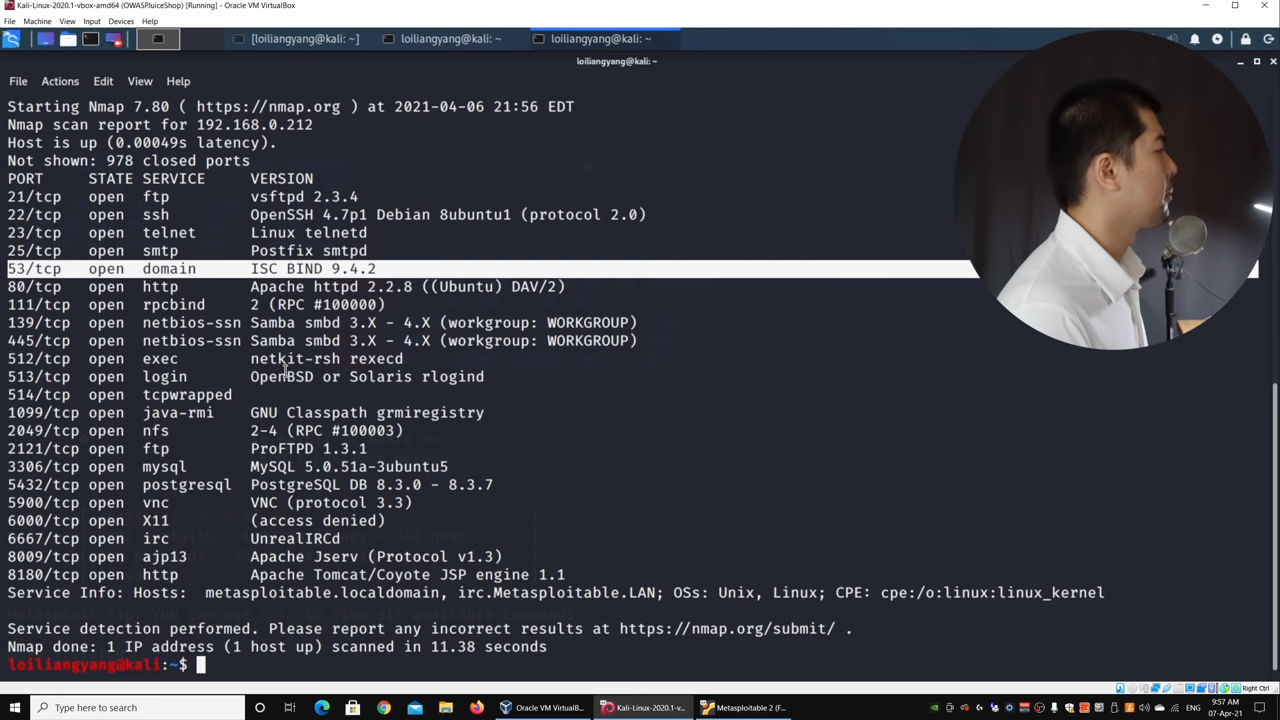 Kali-Linux-2020.1-vbox-amd64 (OWASPJuiceShop) [Running] - Oracle VM VirtualBox
File Machine View Input Devices Help
[loiliangyang@kali: ~] loiliangyang@kali: ~ loiliangyang@kali: ~
loiliangyang@kali: ~
File Actions Edit View Help
Starting Nmap 7.80 ( https://nmap.org ) at 2021-04-06 21:56 EDT
Nmap scan report for 192.168.0.212
Host is up (0.00049s latency).
Not shown: 978 closed ports
PORT STATE SERVICE VERSION
21/tcp open ftp vsftpd 2.3.4
22/tcp open ssh OpenSSH 4.7p1 Debian 8ubuntu1 (protocol 2.0)
23/tcp open telnet Linux telnetd
25/tcp open smtp Postfix smtpd
53/tcp open domain ISC BIND 9.4.2
80/tcp open http Apache httpd 2.2.8 ((Ubuntu) DAV/2)
111/tcp open rpcbind 2 (RPC #100000)
139/tcp open netbios-ssn Samba smbd 3.X - 4.X (workgroup: WORKGROUP)
445/tcp open netbios-ssn Samba smbd 3.X - 4.X (workgroup: WORKGROUP)
512/tcp open exec netkit-rsh rexecd
513/tcp open login OpenBSD or Solaris rlogind
514/tcp open tcpwrapped
1099/tcp open java-rmi GNU Classpath grmiregistry
2049/tcp open nfs 2-4 (RPC #100003)
2121/tcp open ftp ProFTPD 1.3.1
3306/tcp open mysql MySQL 5.0.51a-3ubuntu5
5432/tcp open postgresql PostgreSQL DB 8.3.0 - 8.3.7
5900/tcp open vnc VNC (protocol 3.3)
6000/tcp open X11 (access denied)
6667/tcp open irc UnrealIRCd
8009/tcp open ajp13 Apache Jserv (Protocol v1.3)
8180/tcp open http Apache Tomcat/Coyote JSP engine 1.1
Service Info: Hosts: metasploitable.localdomain, irc.Metasploitable.LAN; OSs: Unix, Linux; CPE: cpe:/o:linux:linux_kernel
Service detection performed. Please report any incorrect results at https://nmap.org/submit/ .
Nmap done: 1 IP address (1 host up) scanned in 11.38 seconds
loiliangyang@kali:~$
Right Ctrl
Type here to search
Oracle VM VirtualB...
Kali-Linux-2020.1-v...
Metasploitable 2 (F...
9:57 AM
07-Apr-21